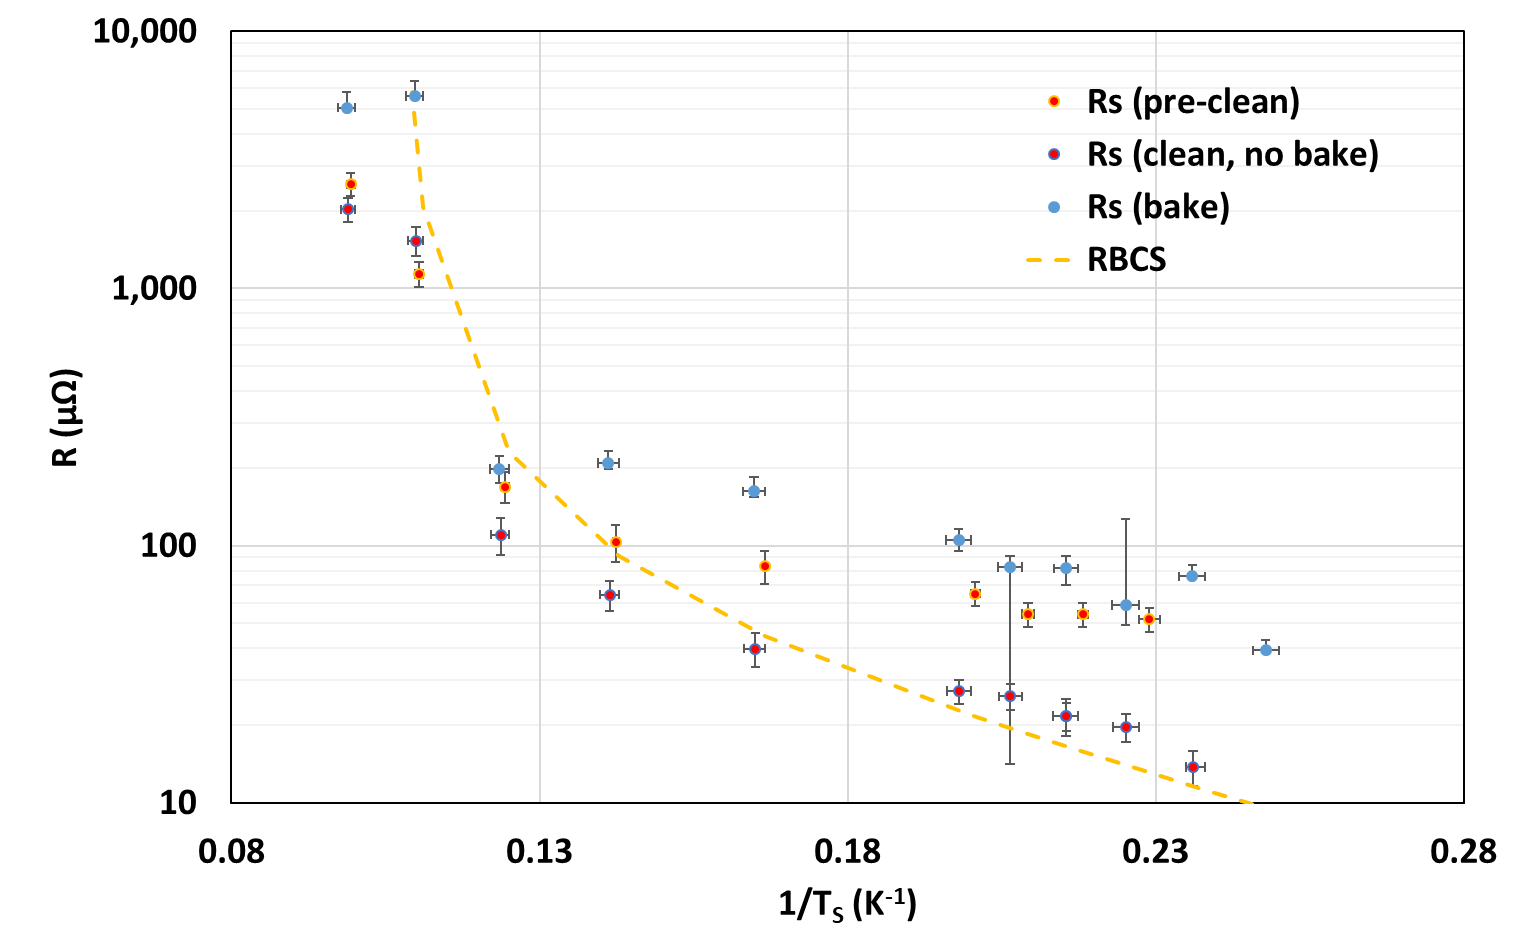 10,000
1,000
100
10
0.08
0.13
0.18
0.23
0.28
R (μΩ)
1/TS (K-1)
Rs (pre-clean)
Rs (clean, no bake)
Rs (bake)
RBCS